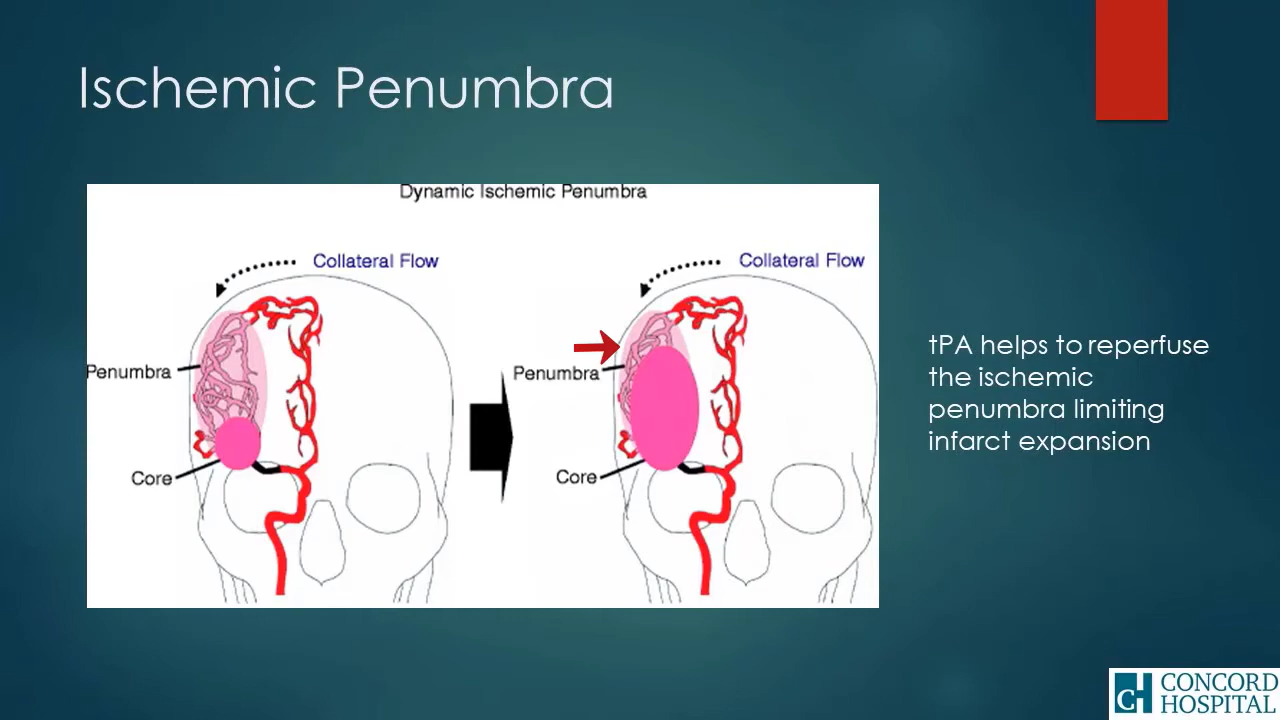 Ischemic Penumbra
Dynamic Ischemic Penumbra
Collateral Flow
Collateral Flow
Penumbra
Penumbra
Core
Core
tPA helps to reperfuse
the ischemic
penumbra limiting
infarct expansion
CH
CONCORD
HOSPITAL